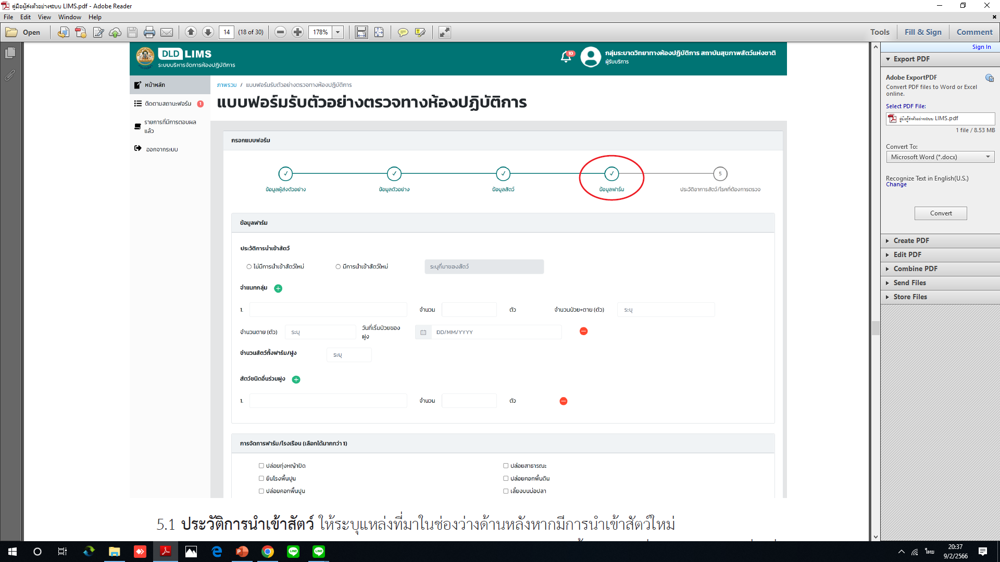 คู่มือผู้ส่งตัวอย่างระบบ LIMS.pdf - Adobe Reader
File Edit View Window Help
Open 14 (18 of 30) 178% Tools Fill & Sign Comment
Sign In
DLD LIMS
ระบบบริหารจัดการห้องปฏิบัติการ
10
กลุ่มระบาดวิทยาทางห้องปฏิบัติการ สถาบันสุขภาพสัตว์แห่งชาติ
ผู้รับบริการ
หน้าหลัก
ติดตามสถานะฟอร์ม 1
รายการที่มีการตอบผล
แล้ว
ออกจากระบบ
ภาพรวม / แบบฟอร์มรับตัวอย่างตรวจทางห้องปฏิบัติการ
แบบฟอร์มรับตัวอย่างตรวจทางห้องปฏิบัติการ
กรอกแบบฟอร์ม
5
ข้อมูลผู้ส่งตัวอย่าง ข้อมูลตัวอย่าง ข้อมูลสัตว์ ข้อมูลฟาร์ม ประวัติอาการสัตว์/โรคที่ต้องการตรวจ
ข้อมูลฟาร์ม
ประวัติการนำเข้าสัตว์
ไม่มีการนำเข้าสัตว์ใหม่ มีการนำเข้าสัตว์ใหม่ ระบุที่มาของสัตว์
จำแนกกลุ่ม
1. จำนวน ตัว จำนวนป่วย+ตาย (ตัว) ระบุ
จำนวนตาย (ตัว) ระบุ วันที่เริ่มป่วยของ
ฝูง DD/MM/YYYY
จำนวนสัตว์ทั้งฟาร์ม/ฝูง ระบุ
สัตว์ชนิดอื่นร่วมฝูง
1. จำนวน ตัว
การจัดการฟาร์ม/โรงเรือน (เลือกได้มากกว่า 1)
ปล่อยทุ่งหญ้าปิด ปล่อยสาธารณะ
ยืนโรงพื้นปูน ปล่อยคอกพื้นดิน
ปล่อยคอกพื้นปูน เลี้ยงบนบ่อปลา
5.1 ประวัติการนำเข้าสัตว์ ให้ระบุแหล่งที่มาในช่องว่างด้านหลังหากมีการนำเข้าสัตว์ใหม่
Export PDF
Adobe ExportPDF
Convert PDF files to Word or Excel
online.
Select PDF File:
คู่มือผู้ส่งตัวอย่างระบบ LIMS.pdf
1 file / 8.53 MB
Convert To:
Microsoft Word (*.docx)
Recognize Text in English(U.S.)
Change
Convert
Create PDF
Edit PDF
Combine PDF
Send Files
Store Files
LINE LINE
ไทย
20:37
9/2/2566